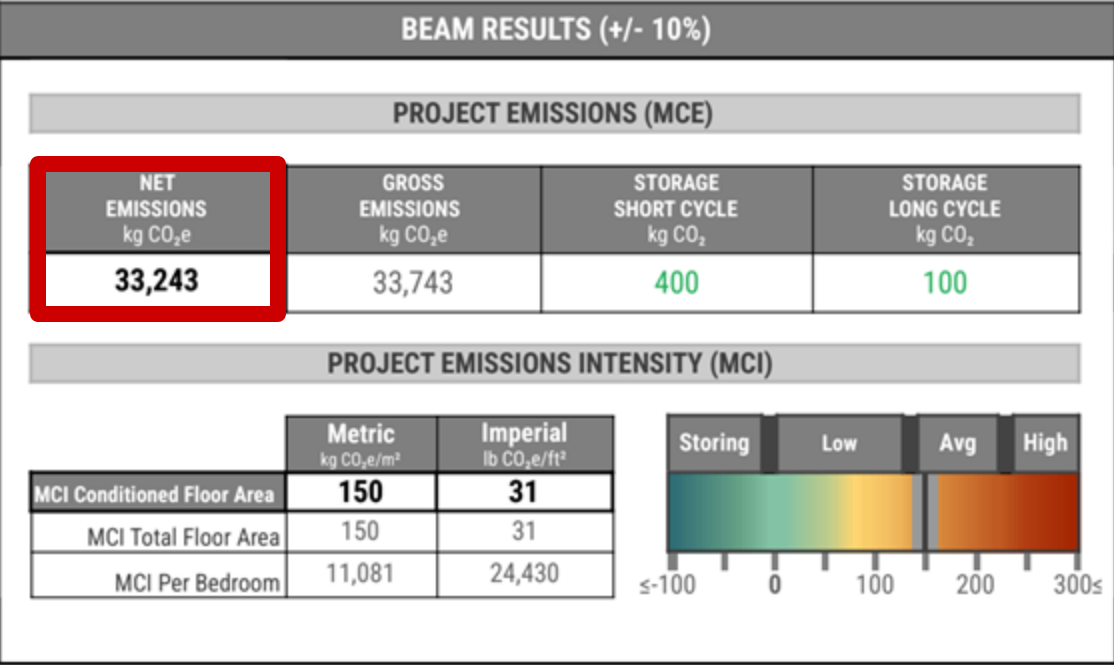 BEAM RESULTS (+/- 10%)
PROJECT EMISSIONS (MCE)
NET
EMISSIONS
kg CO₂e
GROSS
EMISSIONS
kg CO₂e
STORAGE
SHORT CYCLE
kg CO₂
STORAGE
LONG CYCLE
kg CO₂
33,243
33,743
400
100
PROJECT EMISSIONS INTENSITY (MCI)
Metric
kg CO₂e/m²
Imperial
lb CO₂e/ft²
MCI Conditioned Floor Area
150
31
MCI Total Floor Area
150
31
MCI Per Bedroom
11,081
24,430
Storing
Low
Avg
High
≤-100
0
100
200
300≤